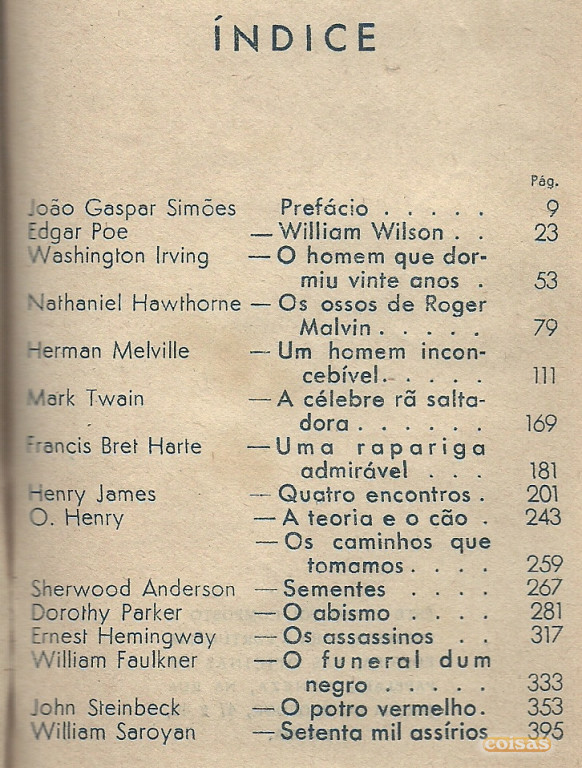 ÍNDICE
Pág.
João Gaspar Simões Prefácio . . . . . 9
Edgar Poe — William Wilson . . 23
Washington Irving — O homem que dor-
miu vinte anos . 53
Nathaniel Hawthorne — Os ossos de Roger
Malvin . . . . . 79
Herman Melville — Um homem incon-
cebível. . . . . 111
Mark Twain — A célebre rã salta-
dora . . . . . . 169
Francis Bret Harte — Uma rapariga
admirável . . . 181
Henry James — Quatro encontros . 201
O. Henry — A teoria e o cão . 243
— Os caminhos que
tomamos . . . . 259
Sherwood Anderson — Sementes . . . . 267
Dorothy Parker — O abismo . . . . 281
Ernest Hemingway — Os assassinos . . 317
William Faulkner — O funeral dum
negro . . . . . 333
John Steinbeck — O potro vermelho. 353
William Saroyan — Setenta mil assírios 395
coisas